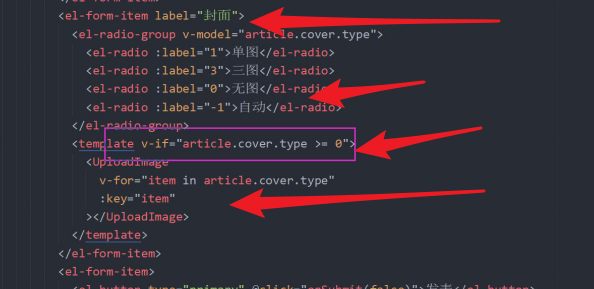 </el-form-item>
<el-form-item label="封面">
<el-radio-group v-model="article.cover.type">
<el-radio :label="1">单图</el-radio>
<el-radio :label="3">三图</el-radio>
<el-radio :label="0">无图</el-radio>
<el-radio :label="-1">自动</el-radio>
</el-radio-group>
<template v-if="article.cover.type >= 0">
<UploadImage
v-for="item in article.cover.type"
:key="item"
></UploadImage>
</template>
</el-form-item>
<el-form-item>
<el-button type="primary" @click="onSubmit(false)">发表</el-button>